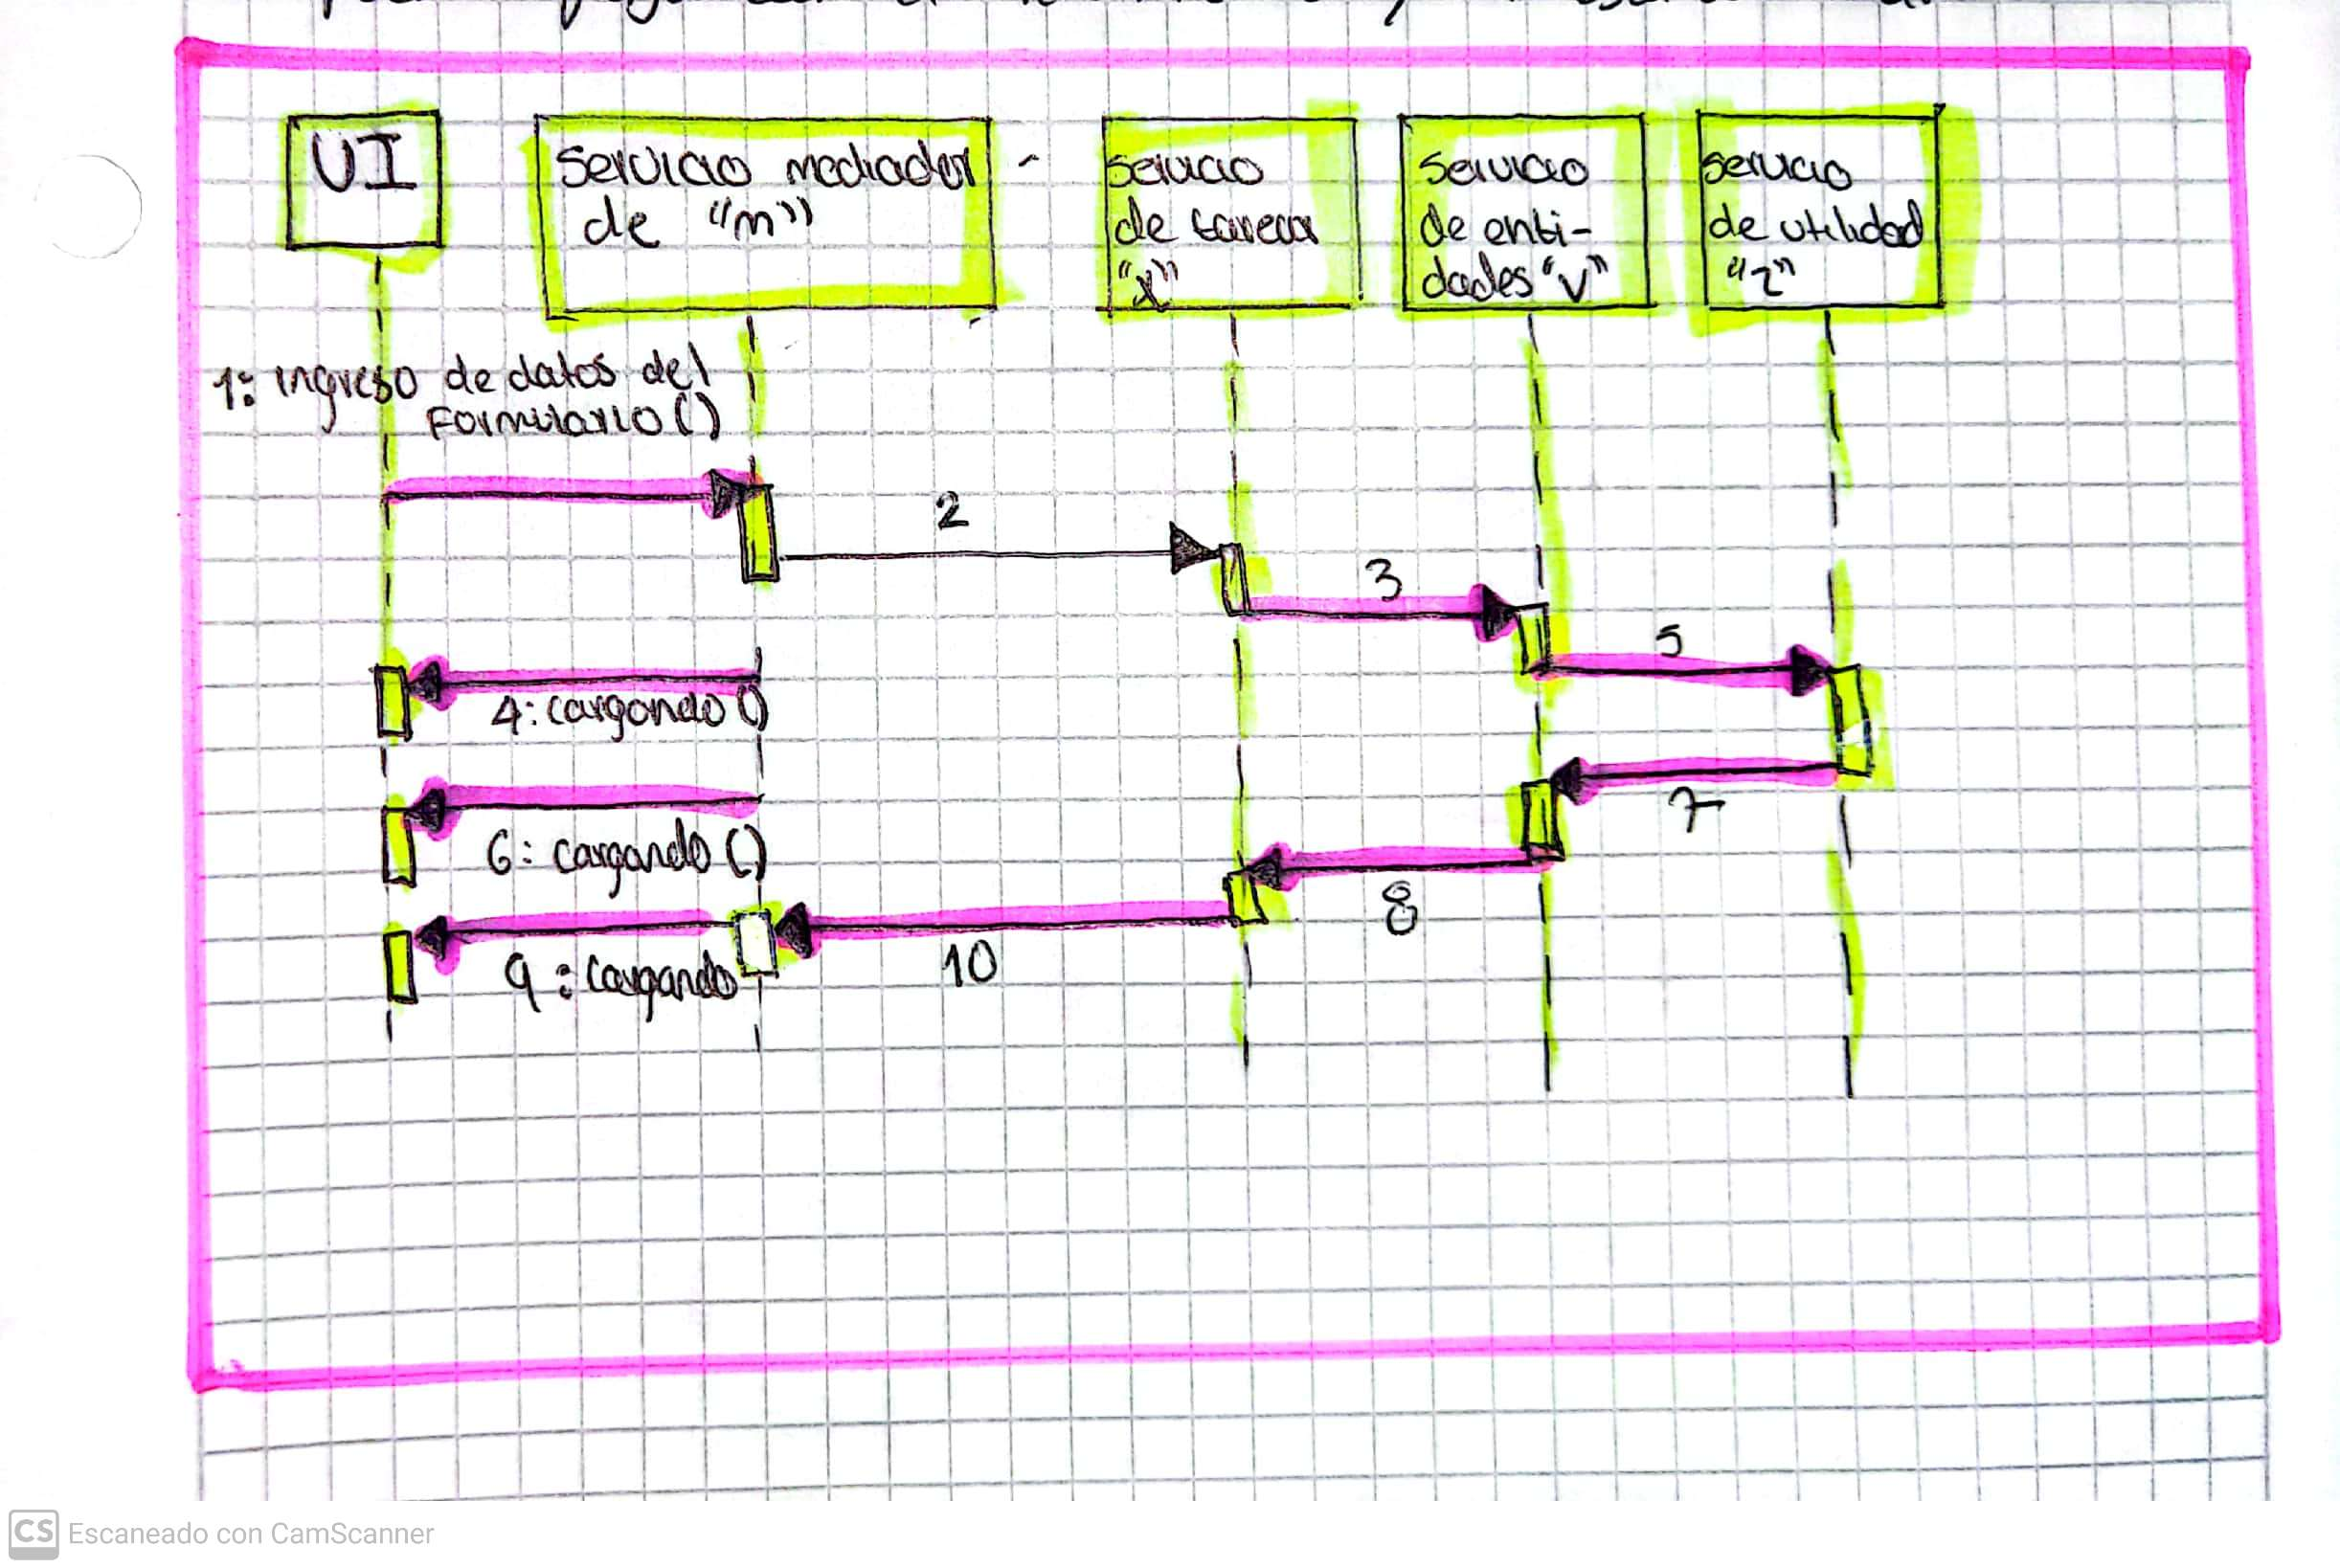 UI
Servicio mediador
de "m"
servicio
de tarea
"x"
Servicio
de enti-
dades "v"
servicio
de utilidad
"z"
1: ingreso de datos del
Formulario ()
2
3
5
4: cargando ()
7
6: cargando ()
8
9: cargando
10
CS Escaneado con CamScanner